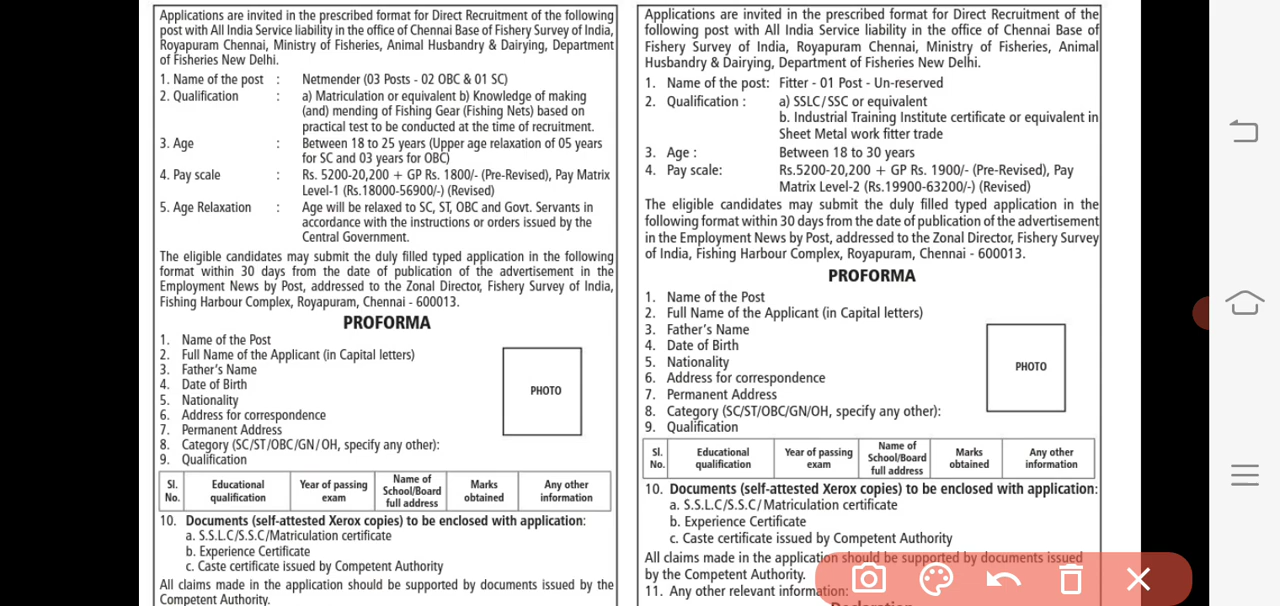 Applications are invited in the prescribed format for Direct Recruitment of the following
post with All India Service liability in the office of Chennai Base of Fishery Survey of India,
Royapuram Chennai, Ministry of Fisheries, Animal Husbandry & Dairying, Department
of Fisheries New Delhi.
1. Name of the post : Netmender (03 Posts - 02 OBC & 01 SC)
2. Qualification : a) Matriculation or equivalent b) Knowledge of making
(and) mending of Fishing Gear (Fishing Nets) based on
practical test to be conducted at the time of recruitment.
3. Age : Between 18 to 25 years (Upper age relaxation of 05 years
for SC and 03 years for OBC)
4. Pay scale : Rs. 5200-20,200 + GP Rs. 1800/- (Pre-Revised), Pay Matrix
Level-1 (Rs.18000-56900/-) (Revised)
5. Age Relaxation : Age will be relaxed to SC, ST, OBC and Govt. Servants in
accordance with the instructions or orders issued by the
Central Government.
The eligible candidates may submit the duly filled typed application in the following
format within 30 days from the date of publication of the advertisement in the
Employment News by Post, addressed to the Zonal Director, Fishery Survey of India,
Fishing Harbour Complex, Royapuram, Chennai - 600013.
PROFORMA
1. Name of the Post
2. Full Name of the Applicant (in Capital letters)
3. Father's Name
4. Date of Birth
5. Nationality
6. Address for correspondence
7. Permanent Address
8. Category (SC/ST/OBC/GN/OH, specify any other):
9. Qualification
PHOTO
Sl. No. Educational qualification Year of passing exam Name of School/Board full address Marks obtained Any other information
10. Documents (self-attested Xerox copies) to be enclosed with application:
a. S.S.L.C/S.S.C/Matriculation certificate
b. Experience Certificate
c. Caste certificate issued by Competent Authority
All claims made in the application should be supported by documents issued by the
Competent Authority.
Applications are invited in the prescribed format for Direct Recruitment of the
following post with All India Service liability in the office of Chennai Base of
Fishery Survey of India, Royapuram Chennai, Ministry of Fisheries, Animal
Husbandry & Dairying, Department of Fisheries New Delhi.
1. Name of the post: Fitter - 01 Post - Un-reserved
2. Qualification : a) SSLC/SSC or equivalent
b. Industrial Training Institute certificate or equivalent in
Sheet Metal work fitter trade
3. Age : Between 18 to 30 years
4. Pay scale: Rs.5200-20,200 + GP Rs. 1900/- (Pre-Revised), Pay
Matrix Level-2 (Rs.19900-63200/-) (Revised)
The eligible candidates may submit the duly filled typed application in the
following format within 30 days from the date of publication of the advertisement
in the Employment News by Post, addressed to the Zonal Director, Fishery Survey
of India, Fishing Harbour Complex, Royapuram, Chennai - 600013.
PROFORMA
1. Name of the Post
2. Full Name of the Applicant (in Capital letters)
3. Father's Name
4. Date of Birth
5. Nationality
6. Address for correspondence
7. Permanent Address
8. Category (SC/ST/OBC/GN/OH, specify any other):
9. Qualification
PHOTO
Sl. No. Educational qualification Year of passing exam Name of School/Board full address Marks obtained Any other information
10. Documents (self-attested Xerox copies) to be enclosed with application:
a. S.S.L.C/S.S.C/Matriculation certificate
b. Experience Certificate
c. Caste certificate issued by Competent Authority
All claims made in the application should be supported by documents issued
by the Competent Authority.
11. Any other relevant information: